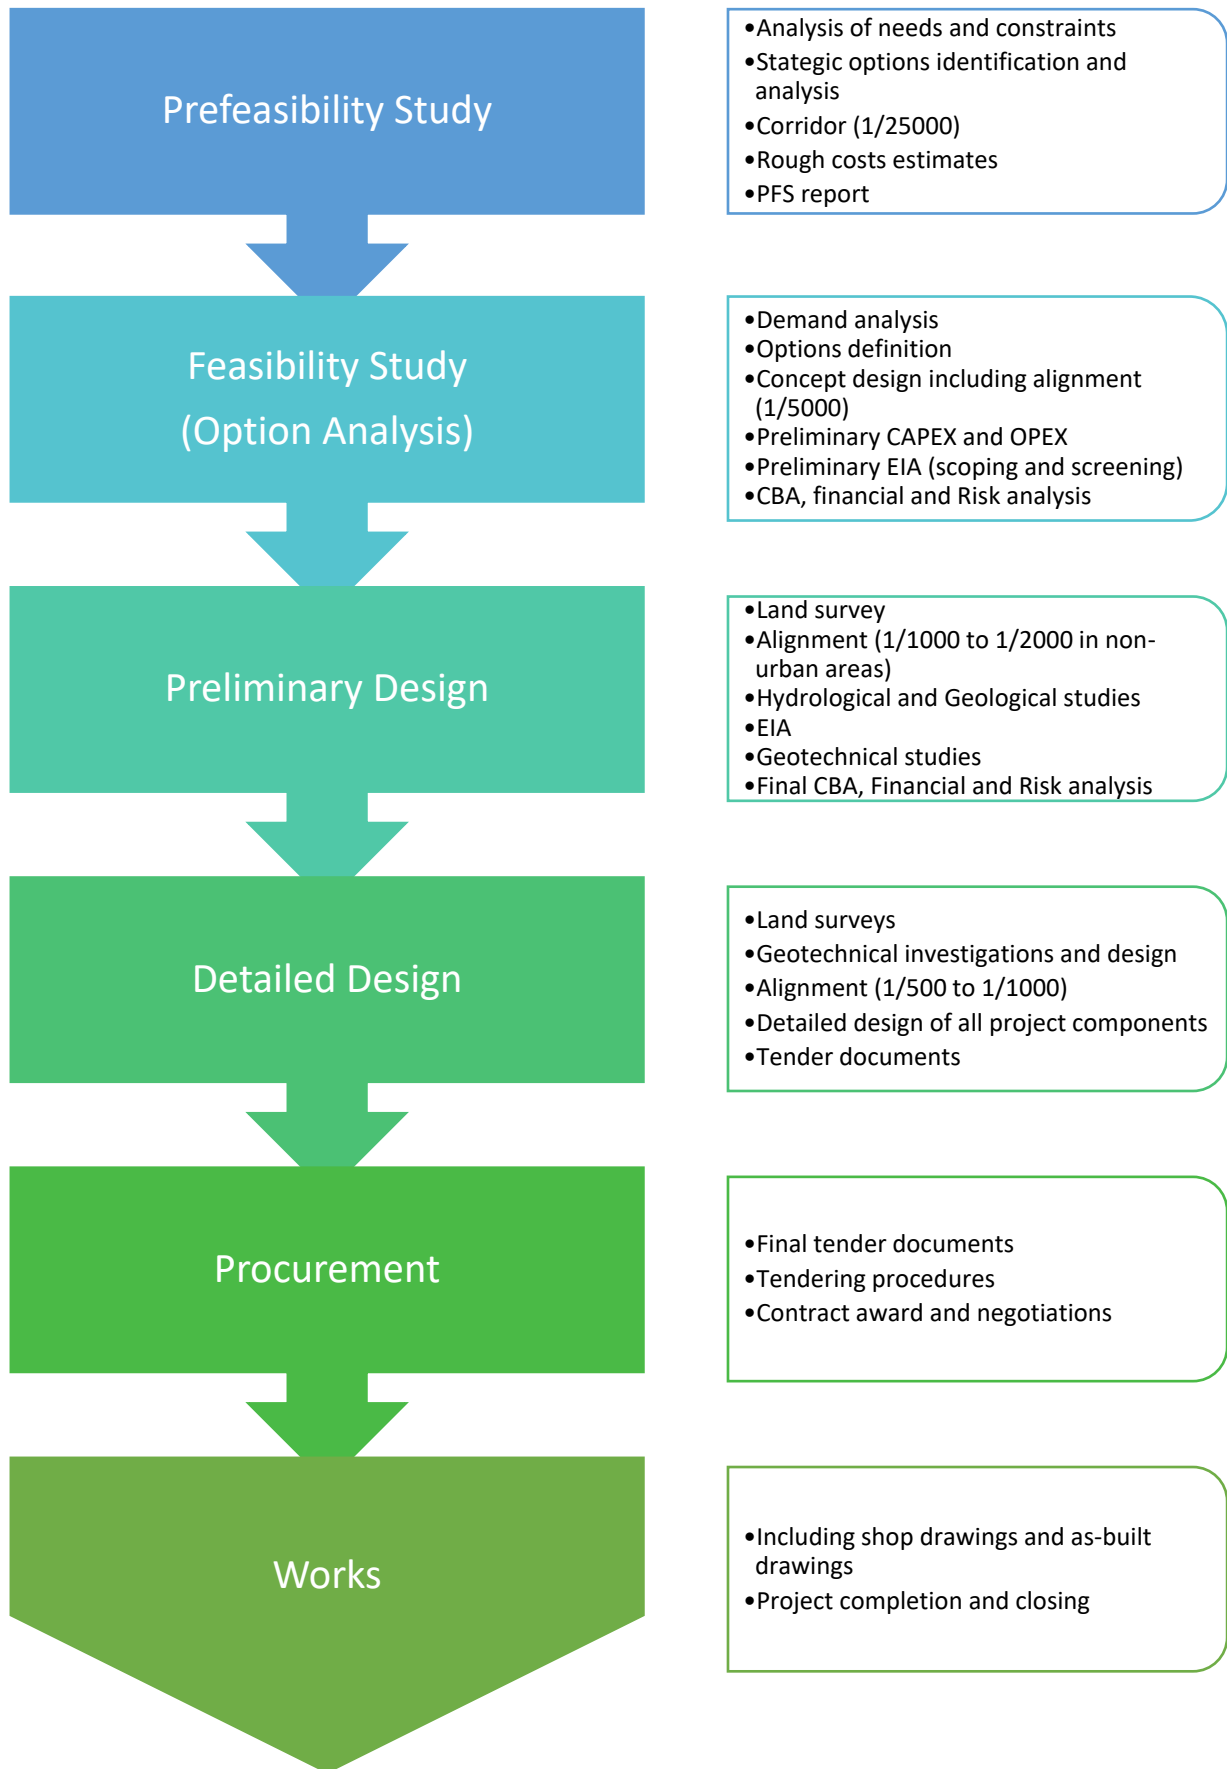 Prefeasibility Study
•Analysis of needs and constraints
•Stategic options identification and
analysis
•Corridor (1/25000)
•Rough costs estimates
•PFS report
Feasibility Study
(Option Analysis)
•Demand analysis
•Options definition
•Concept design including alignment
(1/5000)
•Preliminary CAPEX and OPEX
•Preliminary EIA (scoping and screening)
•CBA, financial and Risk analysis
Preliminary Design
•Land survey
•Alignment (1/1000 to 1/2000 in non-
urban areas)
•Hydrological and Geological studies
•EIA
•Geotechnical studies
•Final CBA, Financial and Risk analysis
Detailed Design
•Land surveys
•Geotechnical investigations and design
•Alignment (1/500 to 1/1000)
•Detailed design of all project components
•Tender documents
Procurement
•Final tender documents
•Tendering procedures
•Contract award and negotiations
Works
•Including shop drawings and as-built
drawings
•Project completion and closing